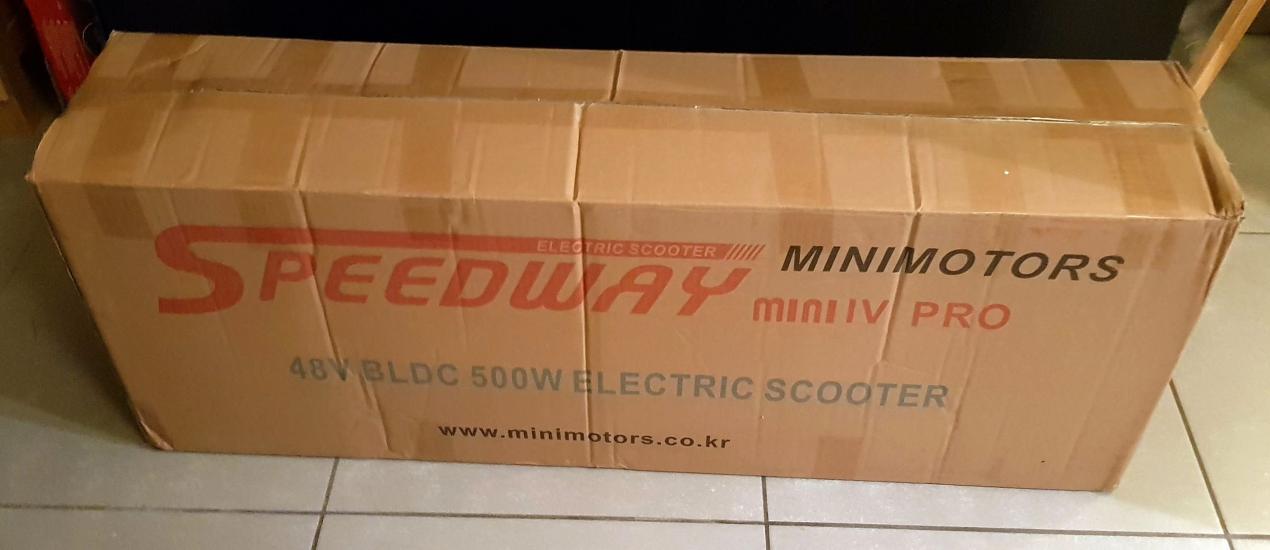 ELECTRIC SCOOTER
SPEEDWAY MINIMOTORS
mini IV PRO
48V BLDC 500W ELECTRIC SCOOTER
www.minimotors.co.kr